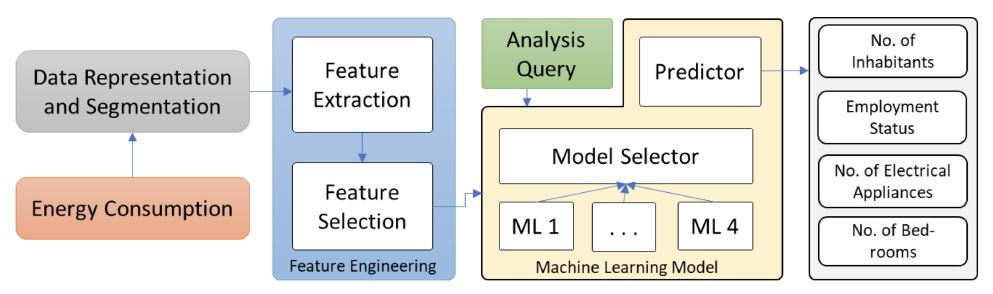 Data Representation
and Segmentation
Energy Consumption
Feature
Extraction
Feature
Selection
Feature Engineering
Analysis
Query
Predictor
Model Selector
ML 1
. . .
ML 4
Machine Learning Model
No. of
Inhabitants
Employment
Status
No. of Electrical
Appliances
No. of Bed-
rooms